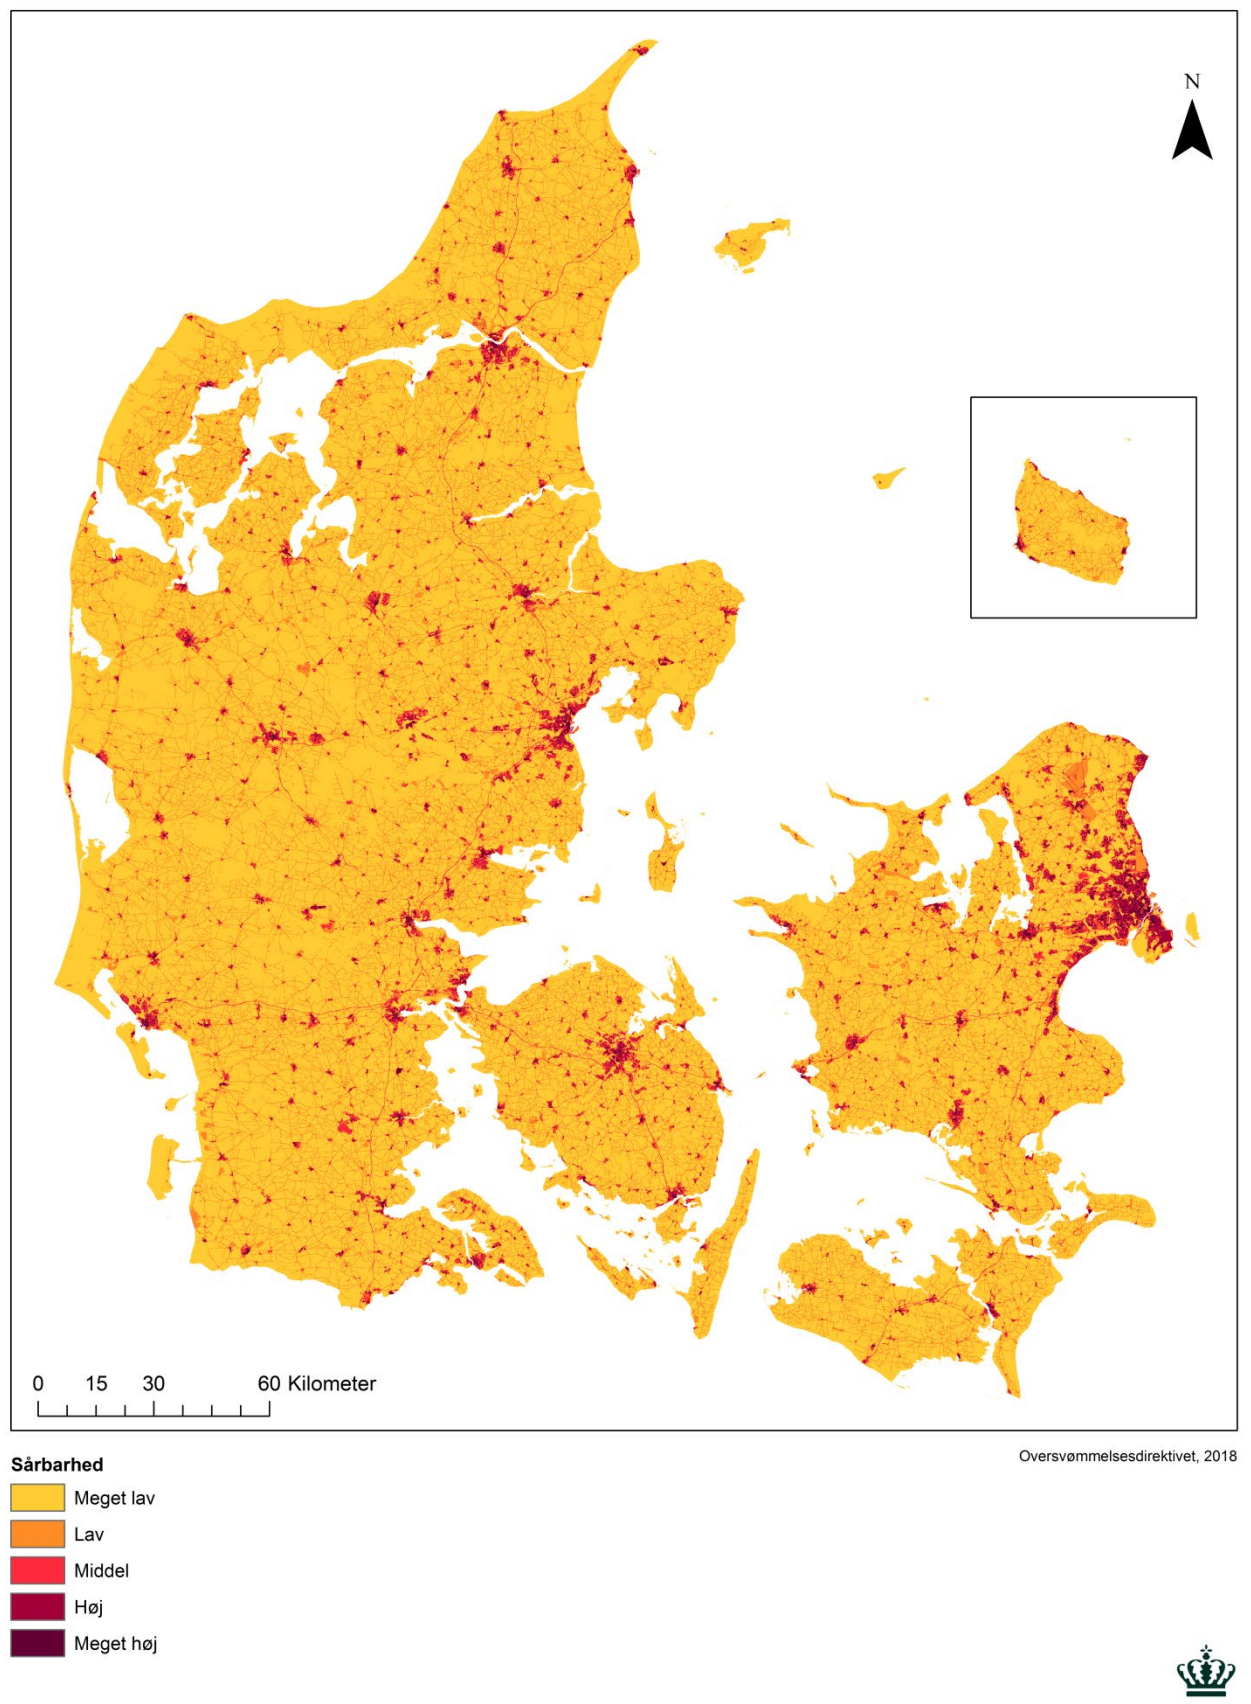 N
0 15 30 60 Kilometer
Oversvømmelsesdirektivet, 2018
Sårbarhed
Meget lav
Lav
Middel
Høj
Meget høj